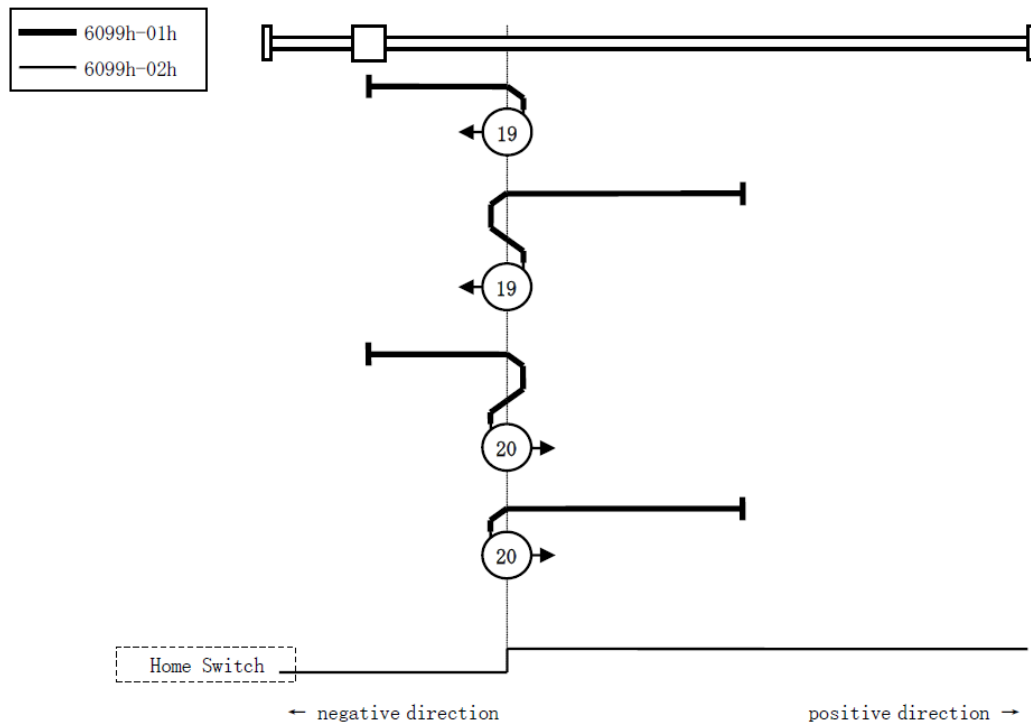 6099h-01h
6099h-02h
19
19
20
20
Home Switch
← negative direction
positive direction →